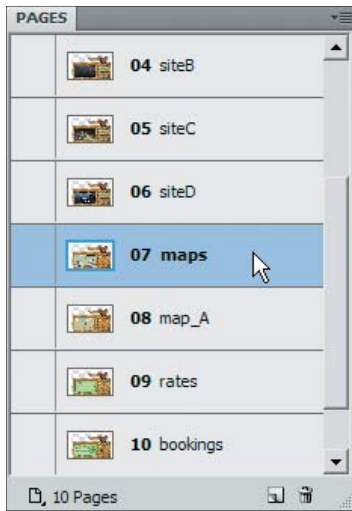 PAGES
04 siteB
05 siteC
06 siteD
07 maps
08 map_A
09 rates
10 bookings
10 Pages